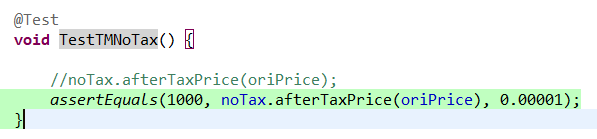 @Test
void TestTMNoTax() {
//noTax.afterTaxPrice(oriPrice);
assertEquals(1000, noTax.afterTaxPrice(oriPrice), 0.00001);
}